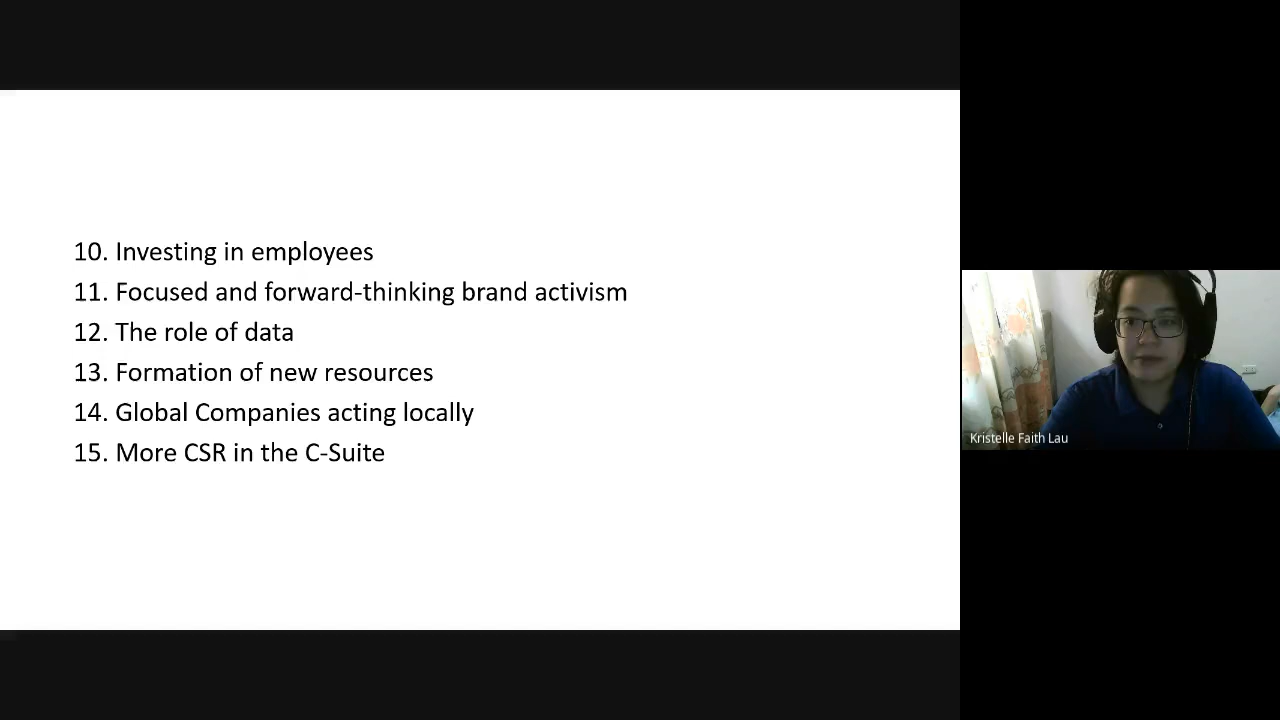 10. Investing in employees
11. Focused and forward-thinking brand activism
12. The role of data
13. Formation of new resources
14. Global Companies acting locally
15. More CSR in the C-Suite
Kristelle Faith Lau